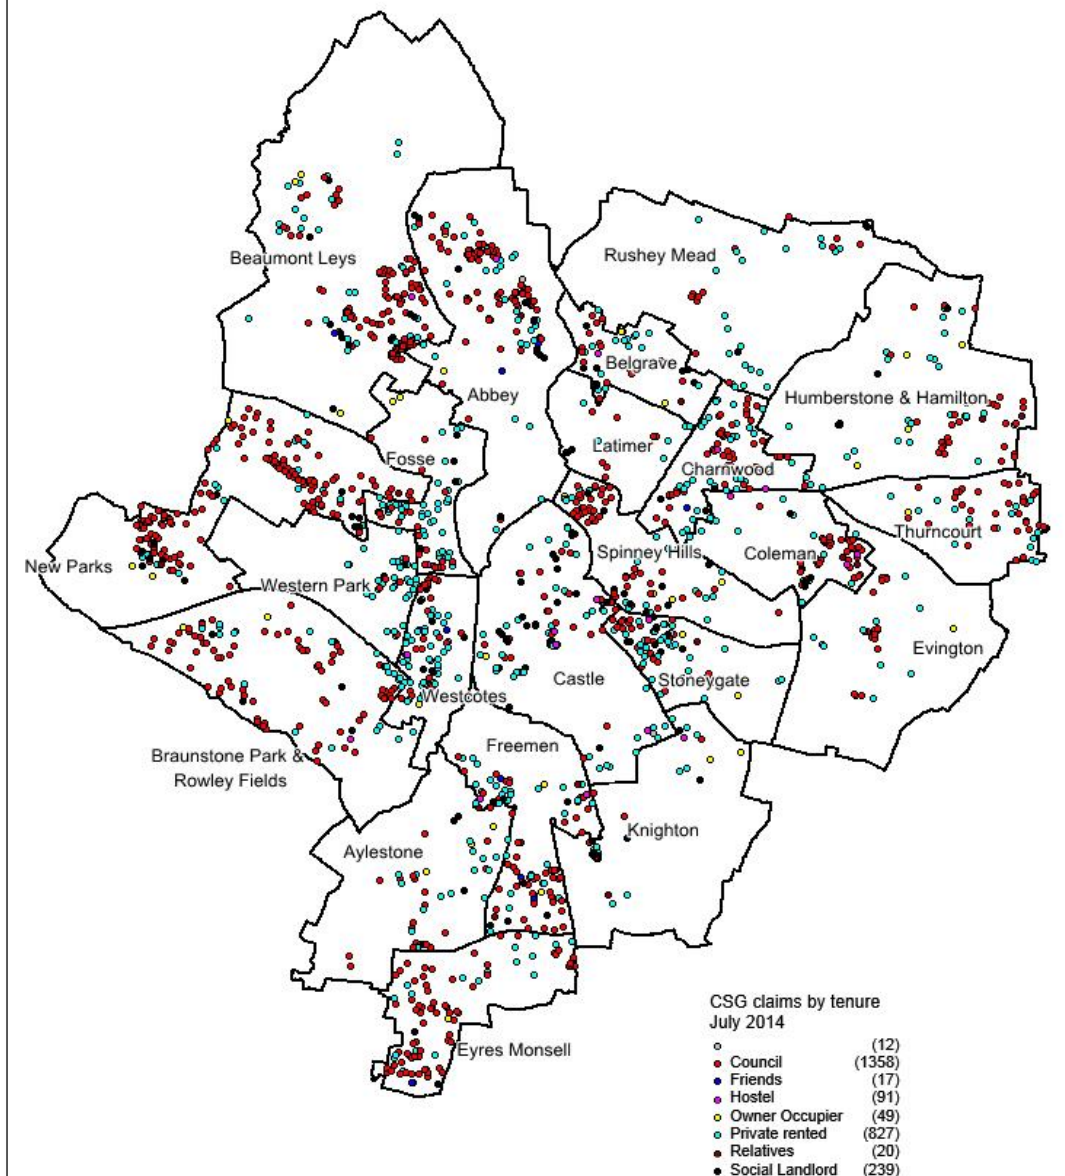 Beaumont Leys
Rushey Mead
Belgrave
Abbey
Humberstone & Hamilton
Latimer
Fosse
Charnwood
Thurncourt
Spinney Hills
Coleman
New Parks
Western Park
Evington
Castle
Stoneygate
Westcotes
Freemen
Braunstone Park &
Rowley Fields
Knighton
Aylestone
Eyres Monsell
CSG claims by tenure
July 2014
(12)
Council (1358)
Friends (17)
Hostel (91)
Owner Occupier (49)
Private rented (827)
Relatives (20)
Social Landlord (239)